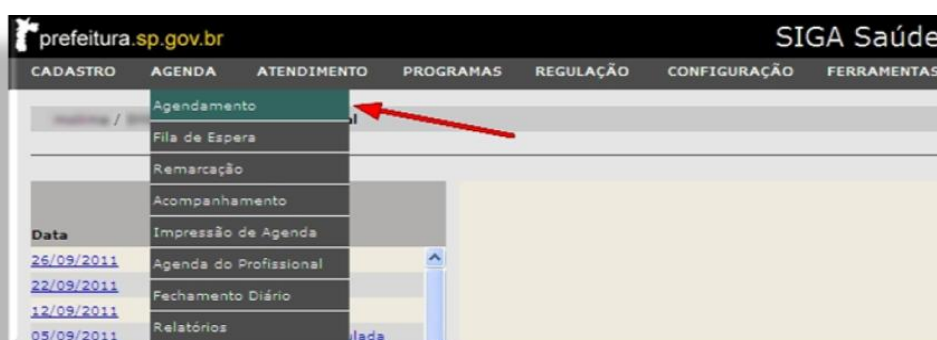 prefeitura.sp.gov.br SIGA Saúde
CADASTRO AGENDA ATENDIMENTO PROGRAMAS REGULAÇÃO CONFIGURAÇÃO FERRAMENTAS
Agendamento
/
Fila de Espera
Remarcação
Acompanhamento
Data Impressão de Agenda
26/09/2011 Agenda do Profissional
22/09/2011
Fechamento Diário
12/09/2011
Relatórios
05/09/2011 lada